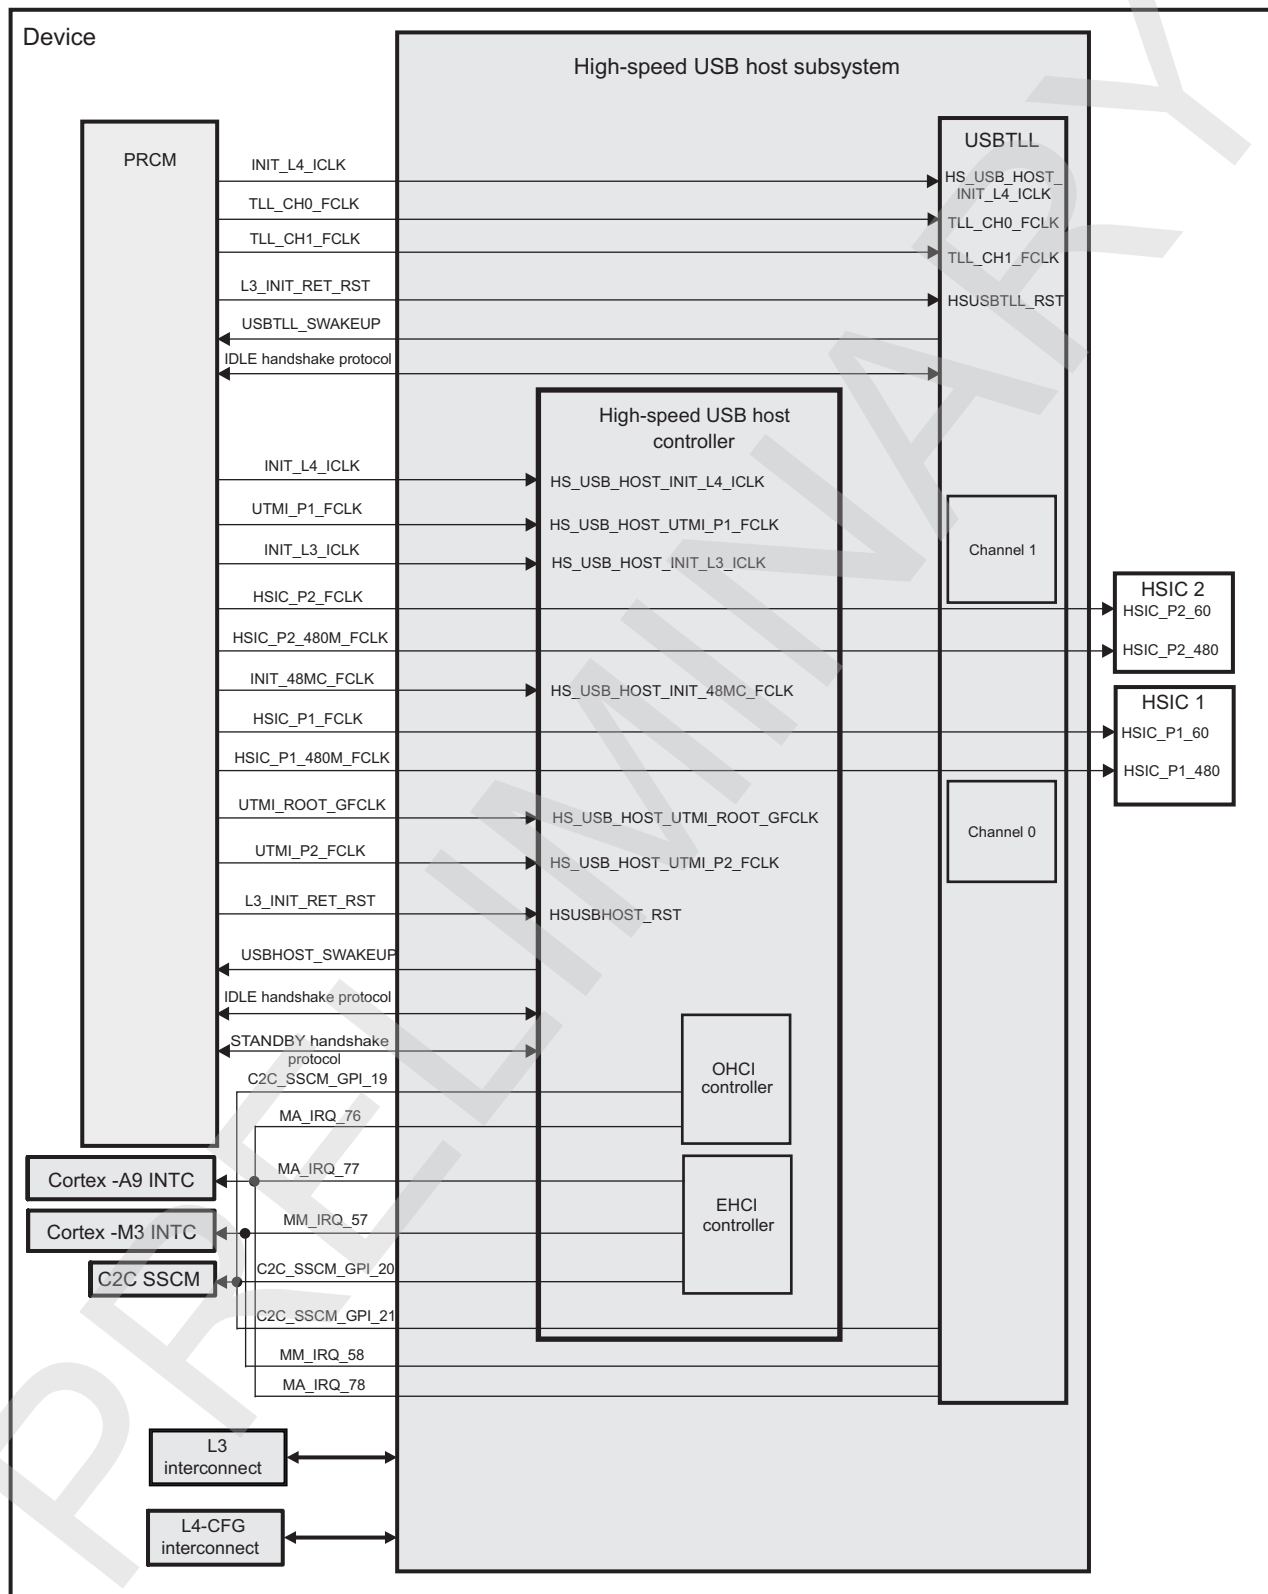 Device
High-speed USB host subsystem
PRCM
USBTLL
INIT_L4_ICLK
HS_USB_HOST_
INIT_L4_ICLK
TLL_CH0_FCLK
TLL_CH0_FCLK
TLL_CH1_FCLK
TLL_CH1_FCLK
L3_INIT_RET_RST
HSUSBTLL_RST
USBTLL_SWAKEUP
IDLE handshake protocol
High-speed USB host
controller
INIT_L4_ICLK
HS_USB_HOST_INIT_L4_ICLK
UTMI_P1_FCLK
HS_USB_HOST_UTMI_P1_FCLK
INIT_L3_ICLK
HS_USB_HOST_INIT_L3_ICLK
Channel 1
HSIC_P2_FCLK
HSIC 2
HSIC_P2_60
HSIC_P2_480M_FCLK
HSIC_P2_480
INIT_48MC_FCLK
HS_USB_HOST_INIT_48MC_FCLK
HSIC 1
HSIC_P1_FCLK
HSIC_P1_60
HSIC_P1_480M_FCLK
HSIC_P1_480
UTMI_ROOT_GFCLK
HS_USB_HOST_UTMI_ROOT_GFCLK
Channel 0
UTMI_P2_FCLK
HS_USB_HOST_UTMI_P2_FCLK
L3_INIT_RET_RST
HSUSBHOST_RST
USBHOST_SWAKEUP
IDLE handshake protocol
STANDBY handshake
protocol
OHCI
controller
C2C_SSCM_GPI_19
MA_IRQ_76
Cortex -A9 INTC
MA_IRQ_77
EHCI
controller
Cortex -M3 INTC
MM_IRQ_57
C2C SSCM
C2C_SSCM_GPI_20
C2C_SSCM_GPI_21
MM_IRQ_58
MA_IRQ_78
L3
interconnect
L4-CFG
interconnect
PRELIMINARY